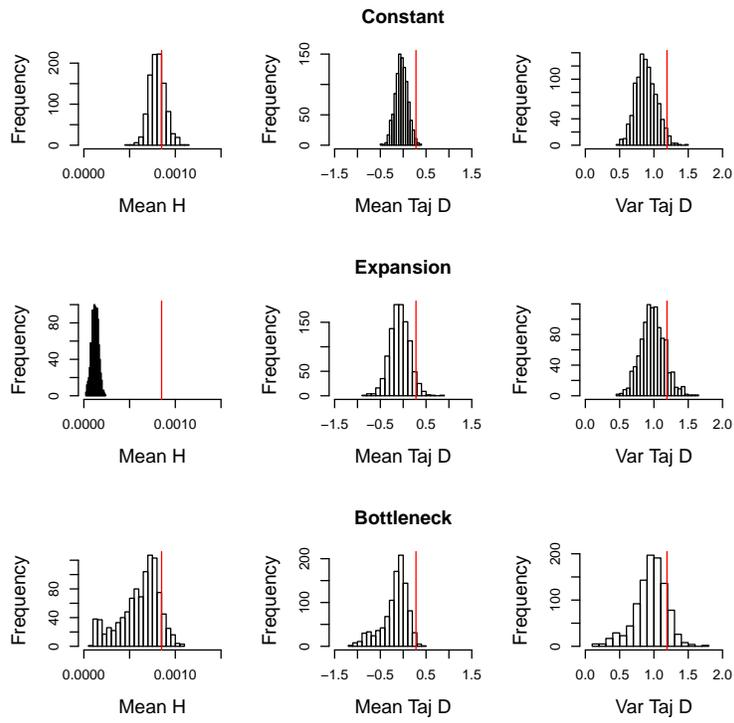 Constant
Frequency
0 100 200
0.0000 0.0010
Mean H
Frequency
0 50 150
−1.5 −0.5 0.5 1.5
Mean Taj D
Frequency
0 40 100
0.0 0.5 1.0 1.5 2.0
Var Taj D
Expansion
Frequency
0 40 80
0.0000 0.0010
Mean H
Frequency
0 50 150
−1.5 −0.5 0.5 1.5
Mean Taj D
Frequency
0 40 80
0.0 0.5 1.0 1.5 2.0
Var Taj D
Bottleneck
Frequency
0 40 80
0.0000 0.0010
Mean H
Frequency
0 100 200
−1.5 −0.5 0.5 1.5
Mean Taj D
Frequency
0 100 200
0.0 0.5 1.0 1.5 2.0
Var Taj D